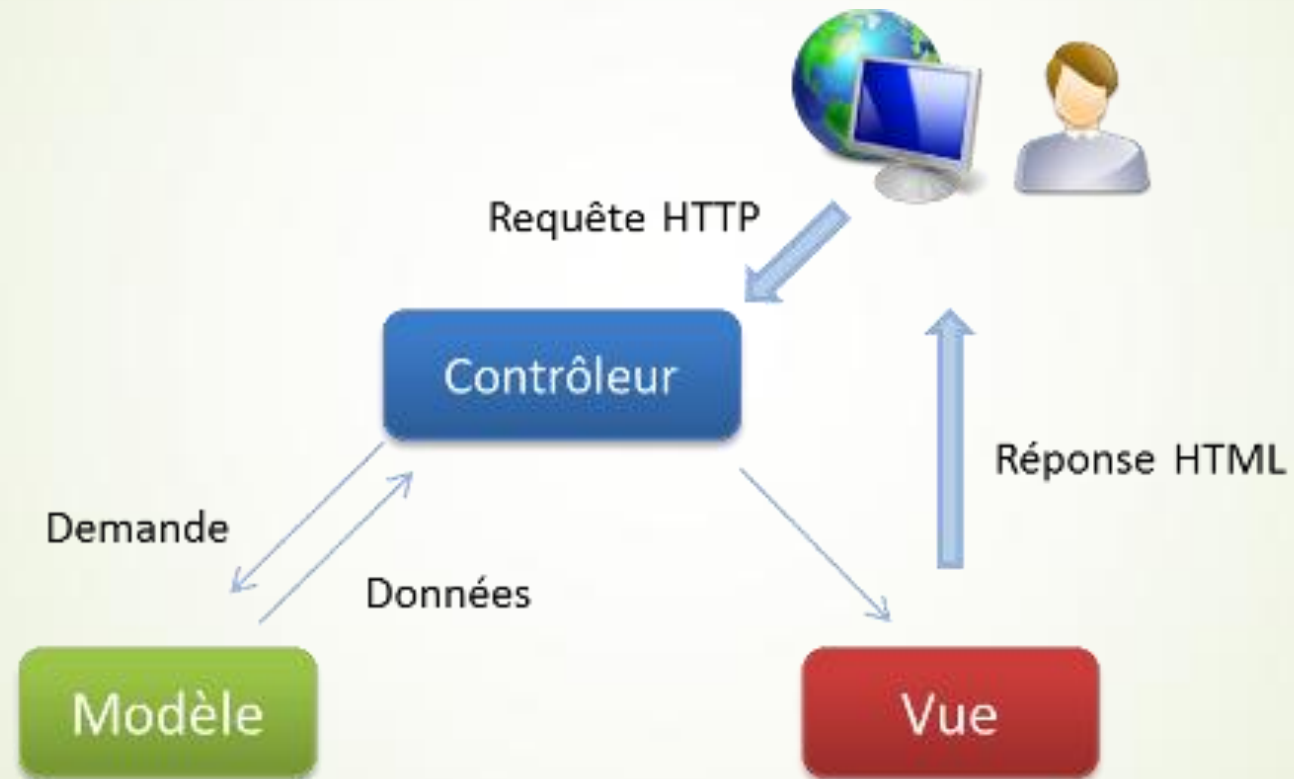 Requête HTTP
Contrôleur
Réponse HTML
Demande
Données
Modèle
Vue